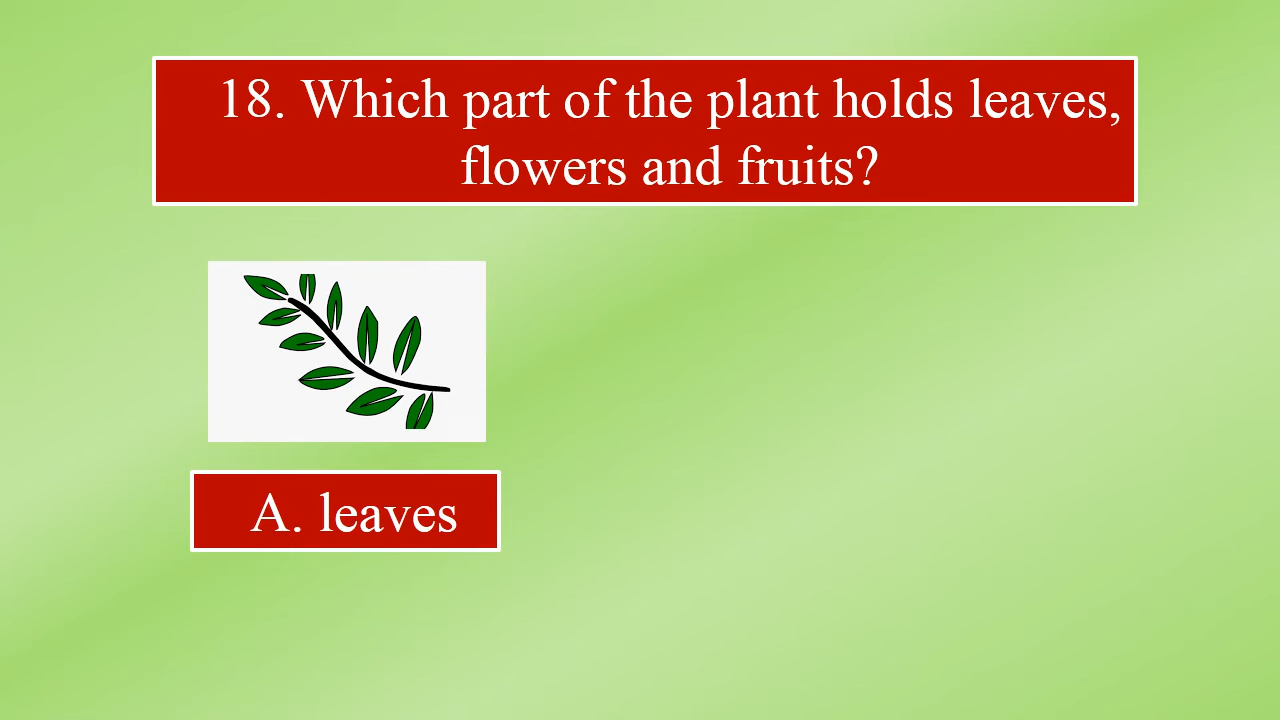 18. Which part of the plant holds leaves,
flowers and fruits?
A. leaves